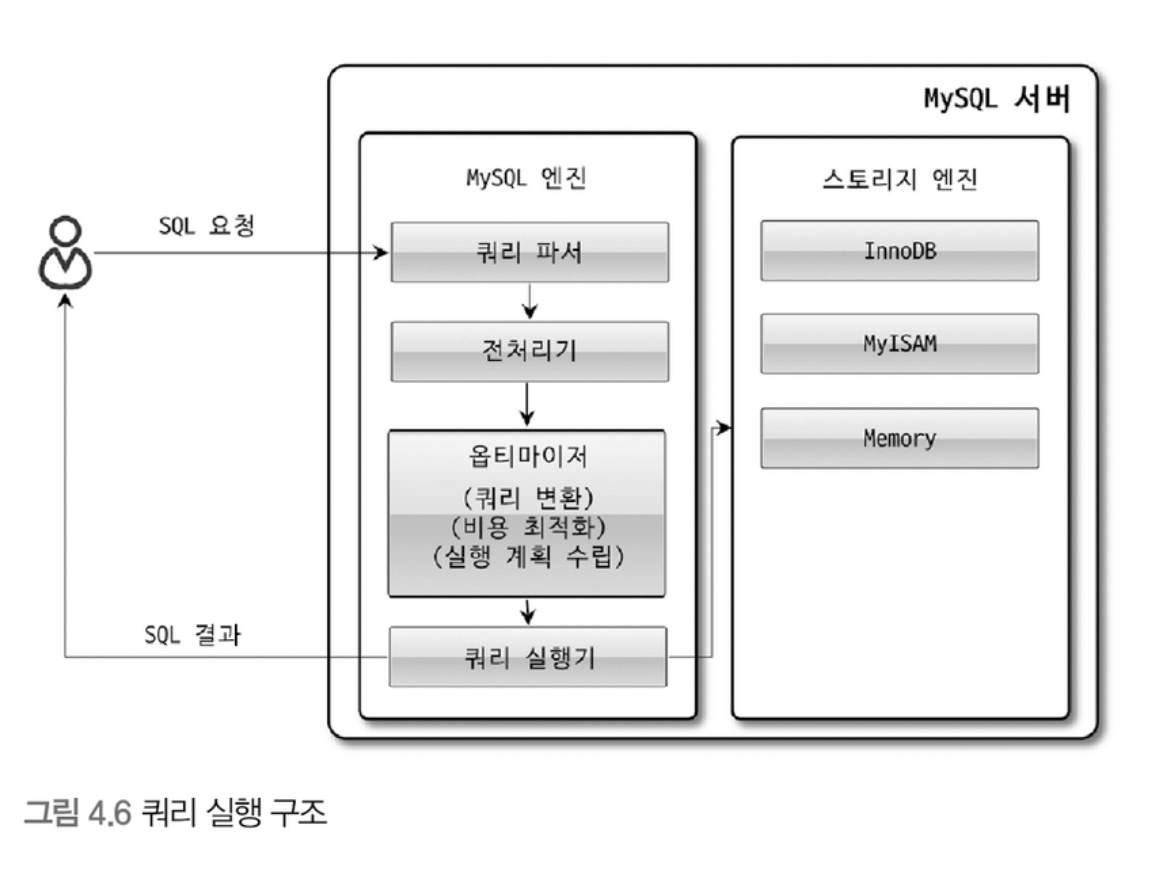 MySQL 서버
MySQL 엔진
스토리지 엔진
SQL 요청
쿼리 파서
InnoDB
전처리기
MyISAM
옵티마이저
(쿼리 변환)
(비용 최적화)
(실행 계획 수립)
Memory
SQL 결과
쿼리 실행기
그림 4.6 쿼리 실행 구조